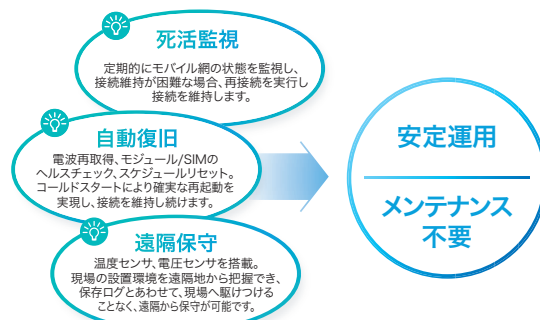 死活監視
定期的にモバイル網の状態を監視し、
接続維持が困難な場合、再接続を実行し
接続を維持します。
自動復旧
電波再取得、モジュール/SIMの
ヘルスチェック、スケジュールリセット。
コールドスタートにより確実な再起動を
実現し、接続を維持し続けます。
遠隔保守
温度センサ、電圧センサを搭載。
現場の設置環境を遠隔地から把握でき、
保存ログとあわせて、現場へ駆けつける
ことなく、遠隔から保守が可能です。
安定運用
メンテナンス
不要